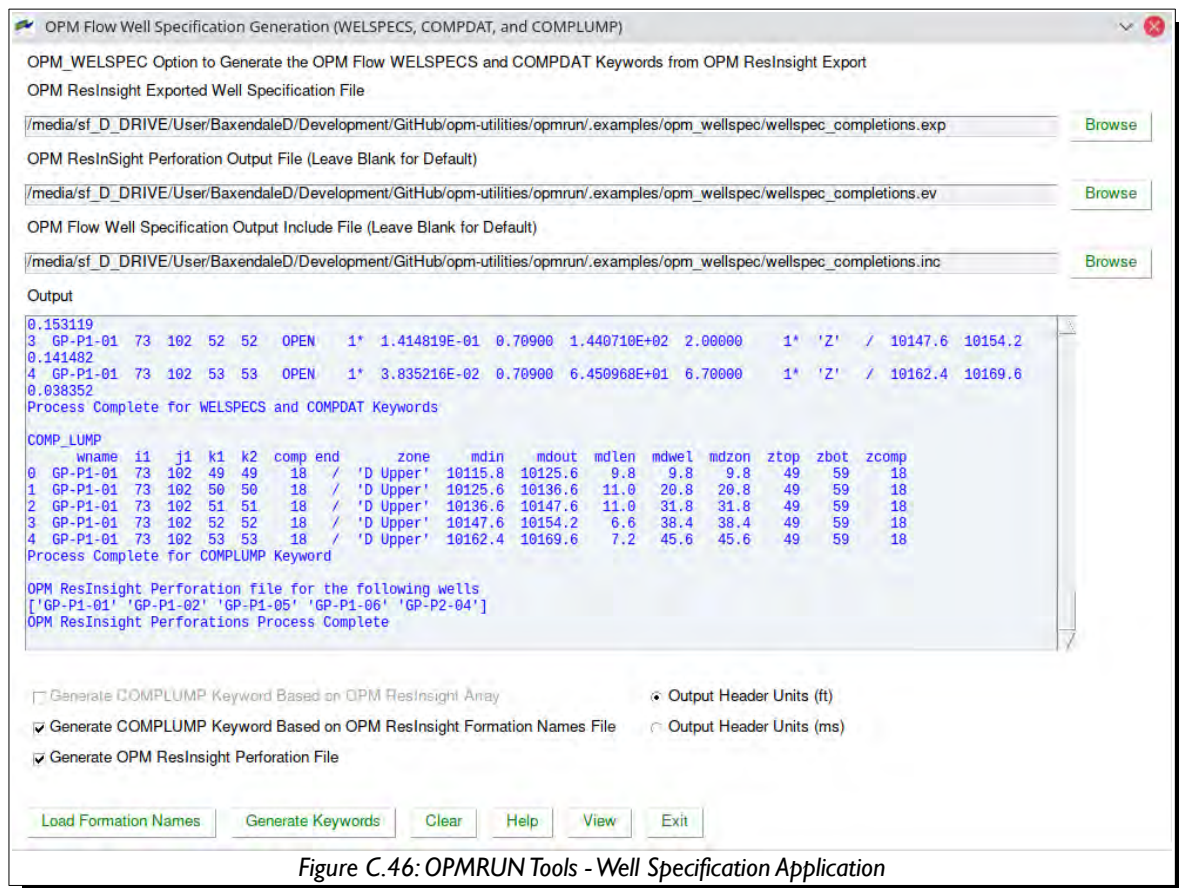 OPM Flow Well Specification Generation (WELSPECS, COMPDAT, and COMPLUMP)
OPM_WELSPEC Option to Generate the OPM Flow WELSPECS and COMPDAT Keywords from OPM ResInsight Export
OPM ResInsight Exported Well Specification File
/media/sf_D_DRIVE/User/BaxendaleD/Development/GitHub/opm-utilities/opmrun/.examples/opm_wellspec/wellspec_completions.exp Browse
OPM ResInSight Perforation Output File (Leave Blank for Default)
/media/sf_D_DRIVE/User/BaxendaleD/Development/GitHub/opm-utilities/opmrun/.examples/opm_wellspec/wellspec_completions.ev Browse
OPM Flow Well Specification Output Include File (Leave Blank for Default)
/media/sf_D_DRIVE/User/BaxendaleD/Development/GitHub/opm-utilities/opmrun/.examples/opm_wellspec/wellspec_completions.inc Browse
Output
0.153119
3 GP-P1-01 73 102 52 52 OPEN 1* 1.414819E-01 0.70900 1.440710E+02 2.00000 1* 'Z' / 10147.6 10154.2
0.141482
4 GP-P1-01 73 102 53 53 OPEN 1* 3.835216E-02 0.70900 6.450968E+01 6.70000 1* 'Z' / 10162.4 10169.6
0.038352
Process Complete for WELSPECS and COMPDAT Keywords
COMP_LUMP
wname i1 j1 k1 k2 comp end zone mdin mdout mdlen mdwel mdzon ztop zbot zcomp
0 GP-P1-01 73 102 49 49 18 / 'D Upper' 10115.8 10125.6 9.8 9.8 9.8 49 59 18
1 GP-P1-01 73 102 50 50 18 / 'D Upper' 10125.6 10136.6 11.0 20.8 20.8 49 59 18
2 GP-P1-01 73 102 51 51 18 / 'D Upper' 10136.6 10147.6 11.0 31.8 31.8 49 59 18
3 GP-P1-01 73 102 52 52 18 / 'D Upper' 10147.6 10154.2 6.6 38.4 38.4 49 59 18
4 GP-P1-01 73 102 53 53 18 / 'D Upper' 10162.4 10169.6 7.2 45.6 45.6 49 59 18
Process Complete for COMPLUMP Keyword
OPM ResInsight Perforation file for the following wells
['GP-P1-01' 'GP-P1-02' 'GP-P1-05' 'GP-P1-06' 'GP-P2-04']
OPM ResInsight Perforations Process Complete
Generate COMPLUMP Keyword Based on OPM ResInsight Array Output Header Units (ft)
Generate COMPLUMP Keyword Based on OPM ResInsight Formation Names File Output Header Units (ms)
Generate OPM ResInsight Perforation File
Load Formation Names Generate Keywords Clear Help View Exit
Figure C.46: OPMRUN Tools - Well Specification Application